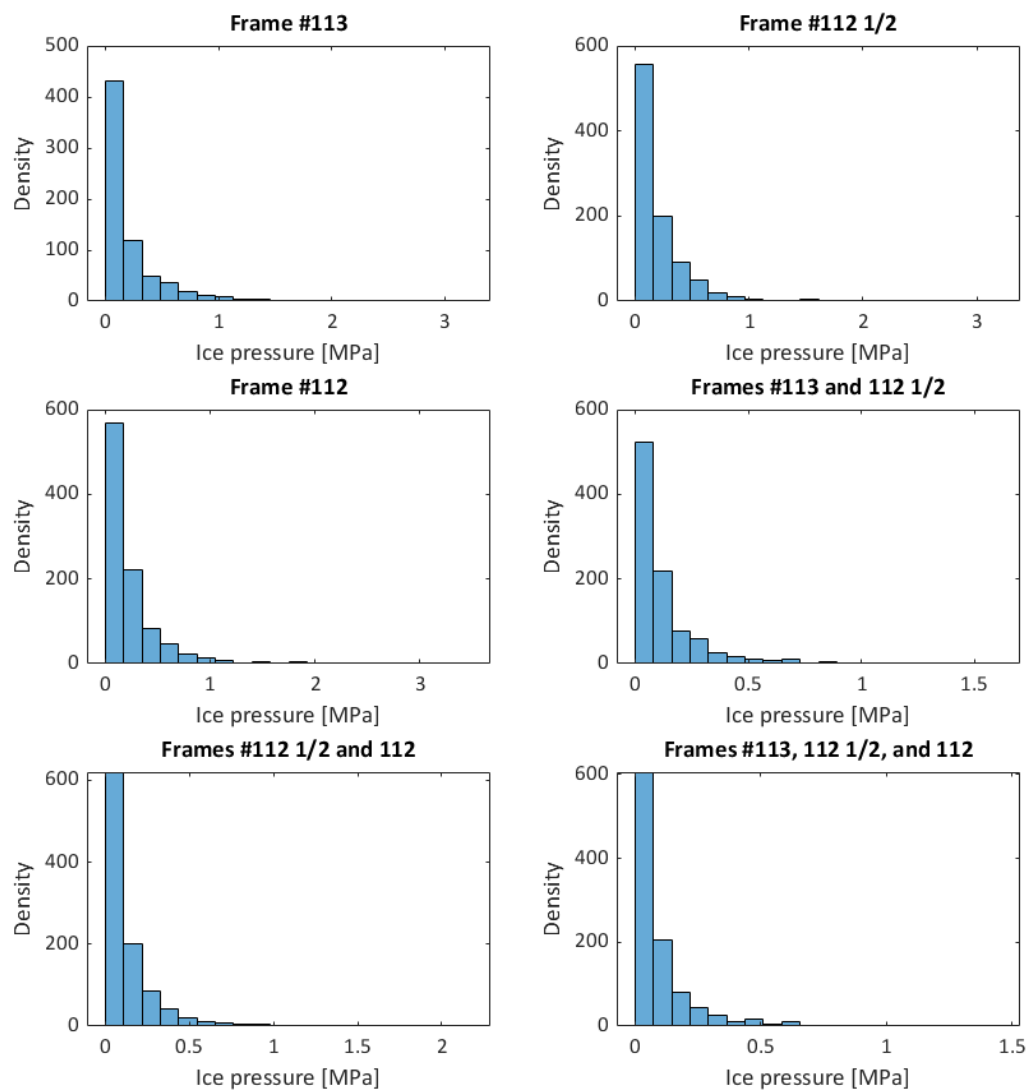 Frame #113
500
400
300
200
100
0
Density
0 1 2 3
Ice pressure [MPa]
Frame #112 1/2
600
400
200
0
Density
0 1 2 3
Ice pressure [MPa]
Frame #112
600
400
200
0
Density
0 1 2 3
Ice pressure [MPa]
Frames #113 and 112 1/2
600
400
200
0
Density
0 0.5 1 1.5
Ice pressure [MPa]
Frames #112 1/2 and 112
600
400
200
0
Density
0 0.5 1 1.5 2
Ice pressure [MPa]
Frames #113, 112 1/2, and 112
600
400
200
0
Density
0 0.5 1 1.5
Ice pressure [MPa]